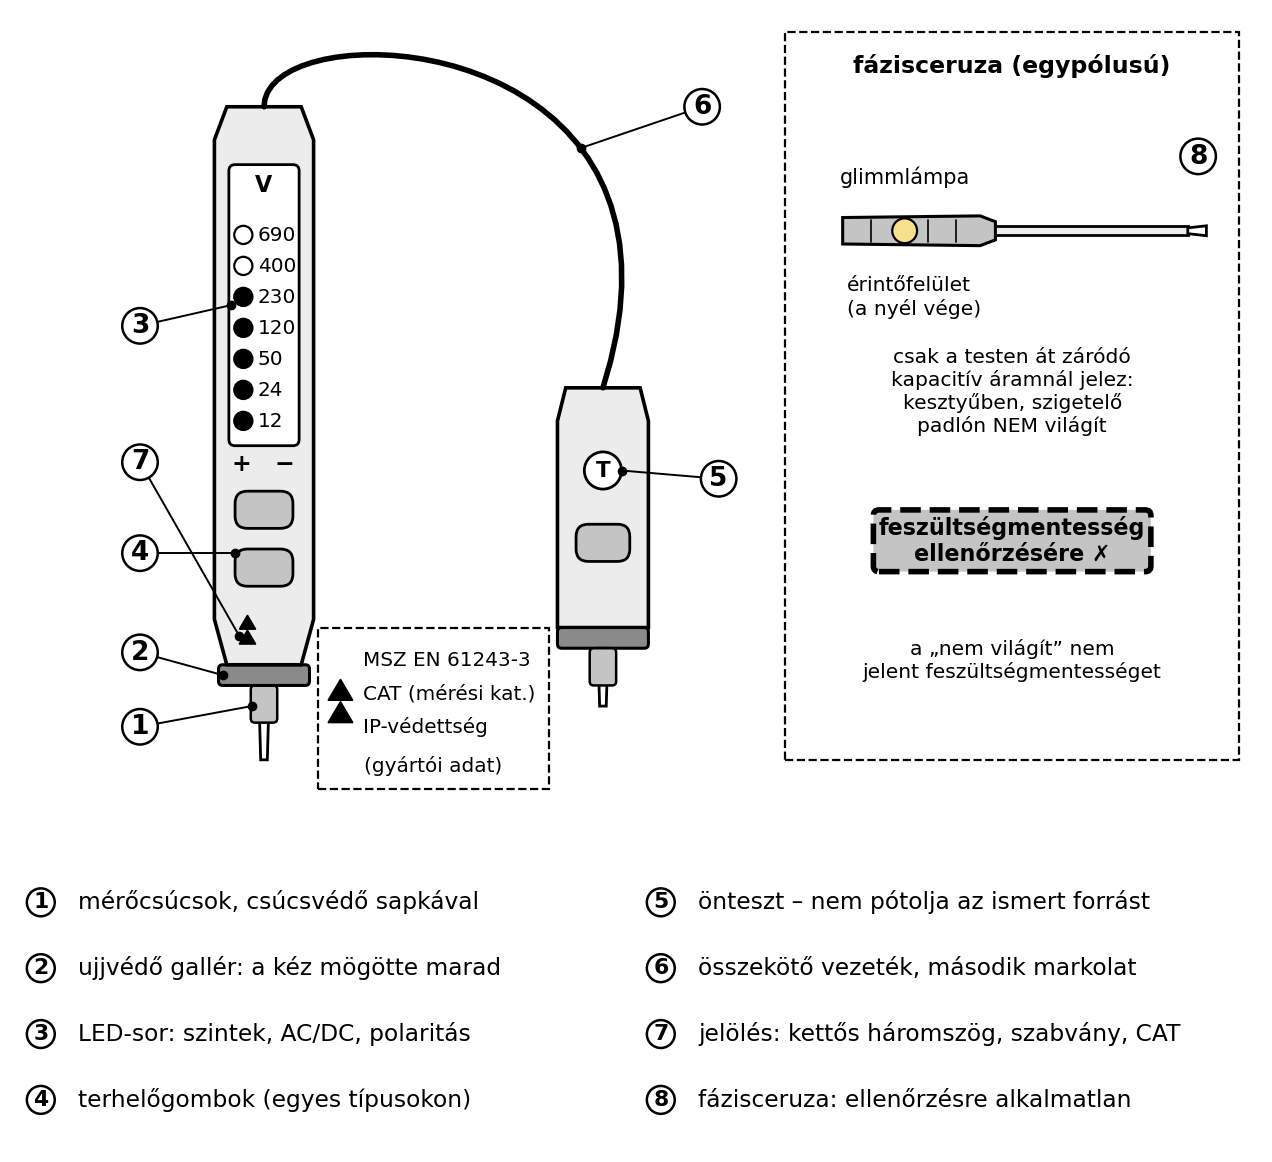 fázisceruza (egypólusú)
6
8
glimmlámpa
V
690
400
230
120
50
24
12
3
érintőfelület
(a nyél vége)
csak a testen át záródó
kapacitív áramnál jelez:
kesztyűben, szigetelő
padlón NEM világít
+ −
7
T
5
4
feszültségmentesség
ellenőrzésére ✗
2
MSZ EN 61243-3
CAT (mérési kat.)
IP-védettség
(gyártói adat)
1
a „nem világít” nem
jelent feszültségmentességet
1 mérőcsúcsok, csúcsvédő sapkával
2 ujjvédő gallér: a kéz mögötte marad
3 LED-sor: szintek, AC/DC, polaritás
4 terhelőgombok (egyes típusokon)
5 önteszt – nem pótolja az ismert forrást
6 összekötő vezeték, második markolat
7 jelölés: kettős háromszög, szabvány, CAT
8 fázisceruza: ellenőrzésre alkalmatlan